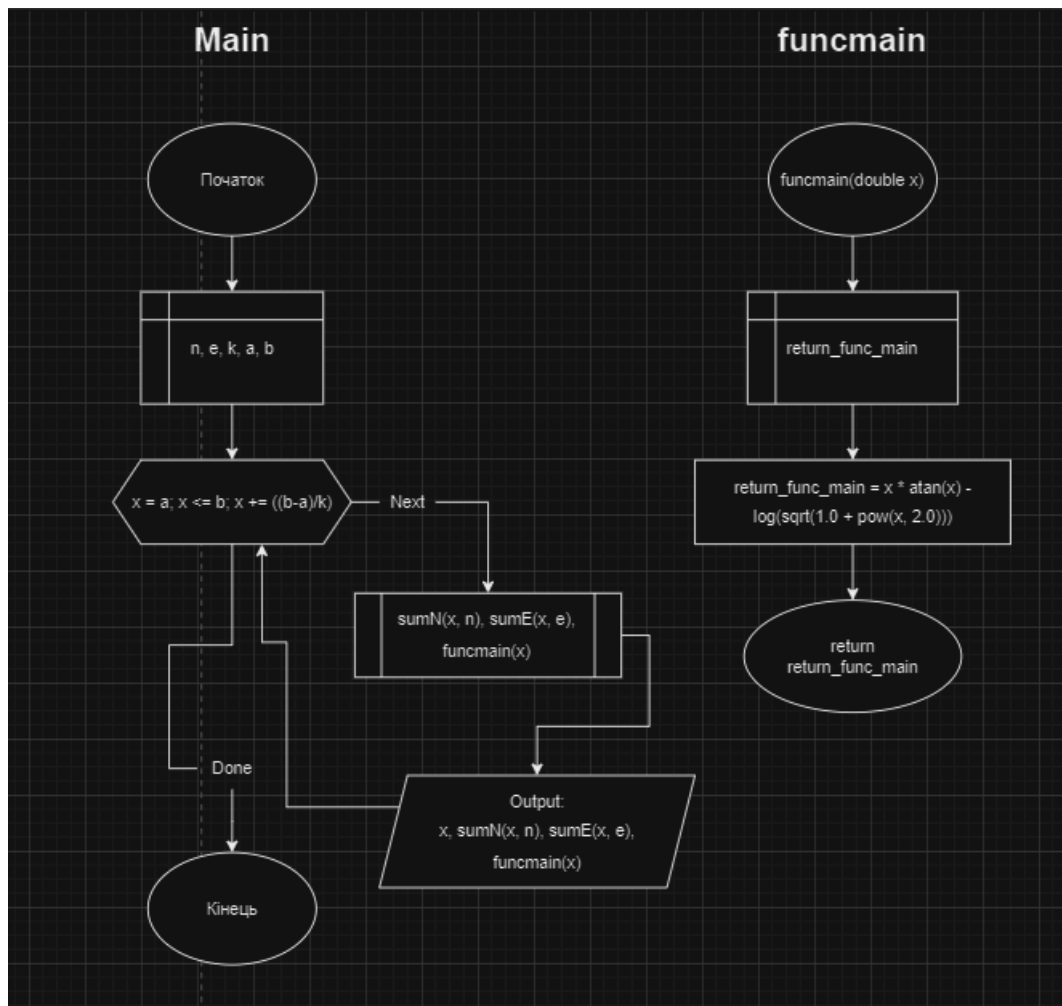 Main
Початок
n, e, k, a, b
x = a; x <= b; x += ((b-a)/k)
Next
sumN(x, n), sumE(x, e),
funcmain(x)
Output:
x, sumN(x, n), sumE(x, e),
funcmain(x)
Done
Кінець
funcmain
funcmain(double x)
return_func_main
return_func_main = x * atan(x) -
log(sqrt(1.0 + pow(x, 2.0)))
return
return_func_main